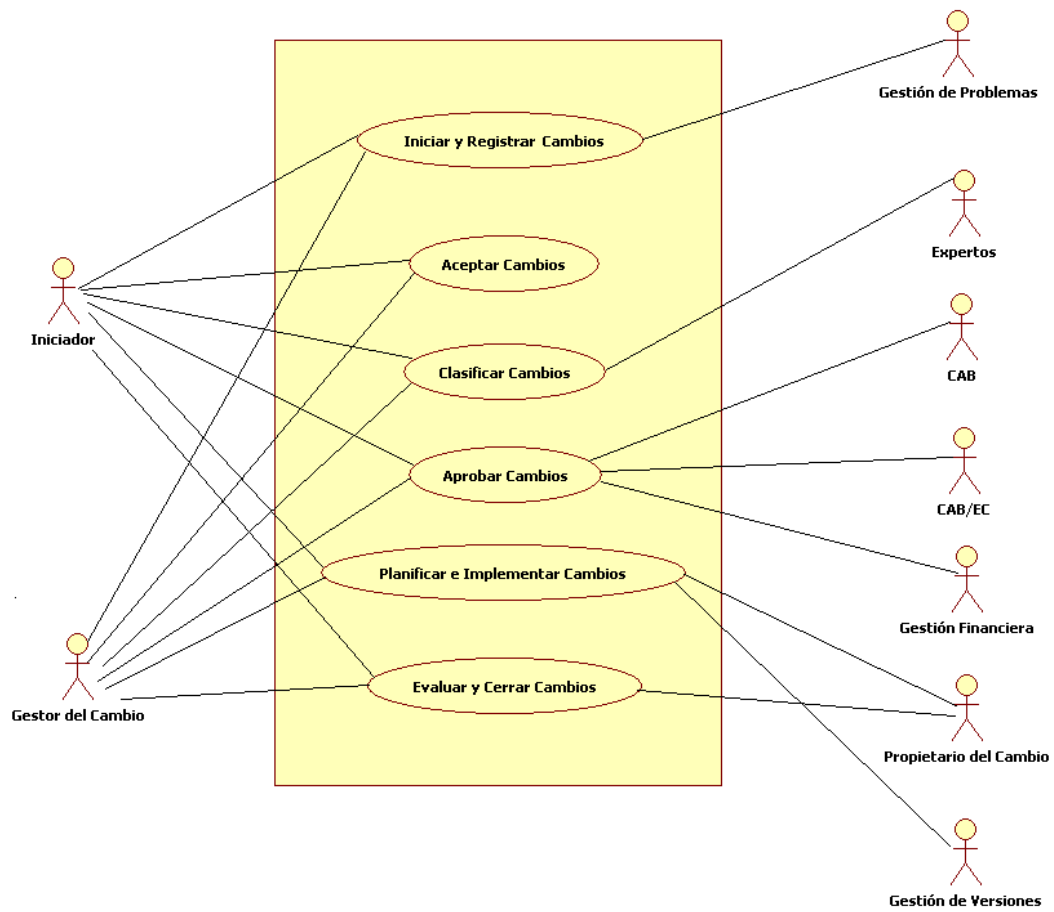 Gestión de Problemas
Iniciar y Registrar Cambios
Expertos
Aceptar Cambios
Iniciador
Clasificar Cambios
CAB
Aprobar Cambios
CAB/EC
Planificar e Implementar Cambios
Gestión Financiera
Evaluar y Cerrar Cambios
Gestor del Cambio
Propietario del Cambio
Gestión de Versiones